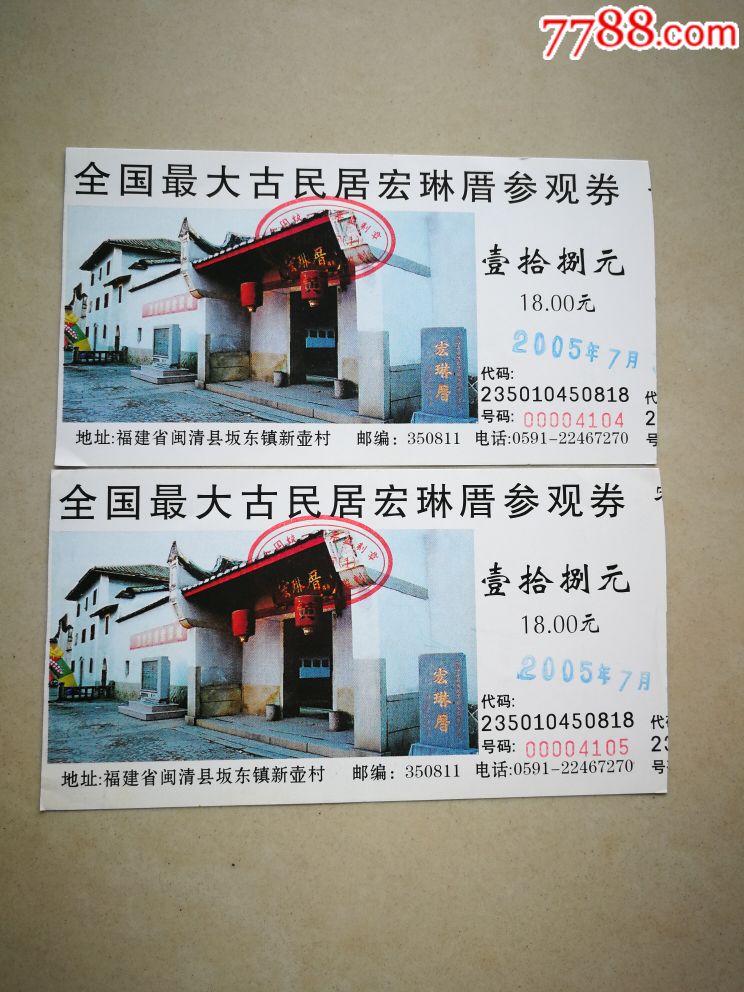 7788.com
全国最大古民居宏琳厝参观券
壹拾捌元
18.00元
2005年7月
宏琳厝
宏琳厝
代码:
235010450818
号码: 00004104
地址:福建省闽清县坂东镇新壶村 邮编: 350811 电话:0591-22467270
全国最大古民居宏琳厝参观券
壹拾捌元
18.00元
2005年7月
宏琳厝
宏琳厝
代码:
235010450818
号码: 00004105
地址:福建省闽清县坂东镇新壶村 邮编: 350811 电话:0591-22467270